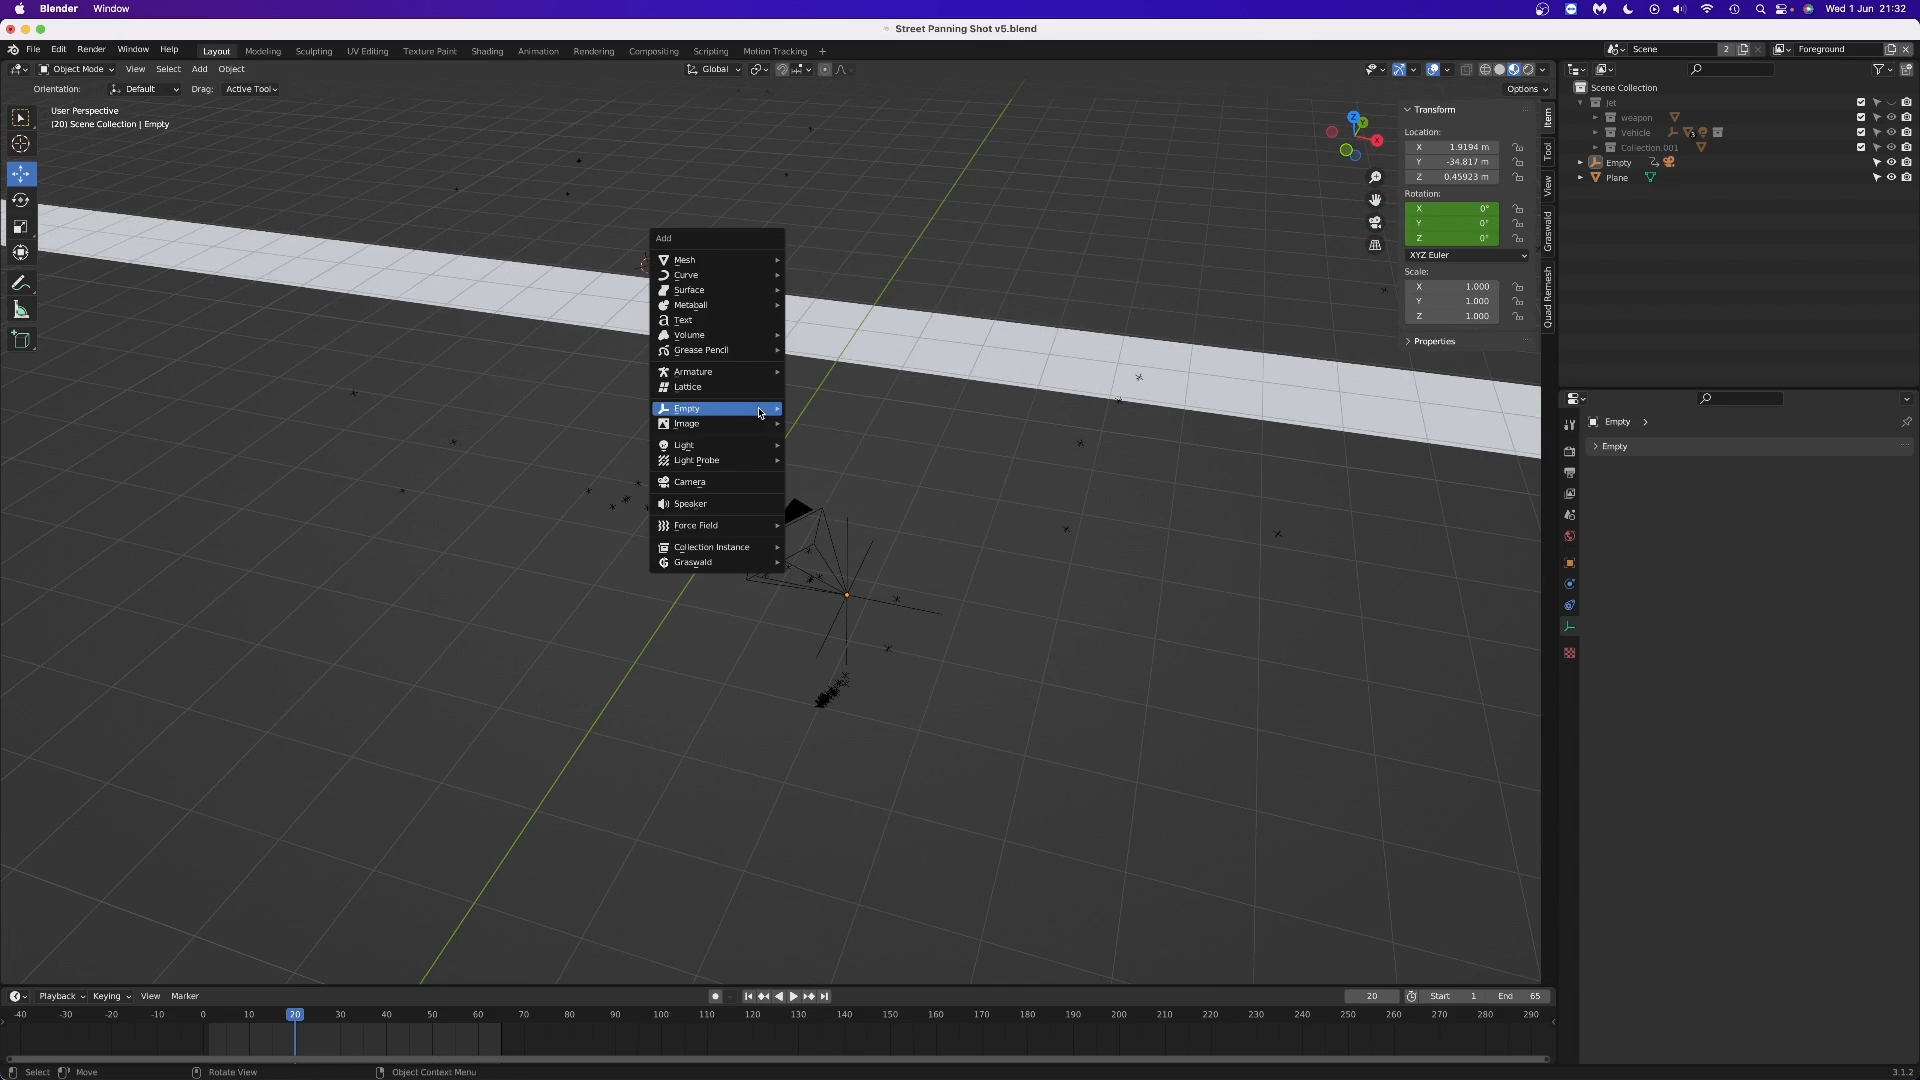 Blender Window Wed 1 Jun 21:32
Street Panning Shot v5.blend
File Edit Render Window Help Layout Modeling Sculpting UV Editing Texture Paint Shading Animation Rendering Compositing Scripting Motion Tracking + Scene 2 Foreground
Object Mode View Select Add Object Global
Orientation: Default Drag: Active Tool Options
User Perspective
(20) Scene Collection | Empty
Add
Mesh
Curve
Surface
Metaball
Text
Volume
Grease Pencil
Armature
Lattice
Empty
Image
Light
Light Probe
Camera
Speaker
Force Field
Collection Instance
Graswald
Z
Y
X
Transform
Location:
X 1.9194 m
Y -34.817 m
Z 0.45923 m
Rotation:
X 0°
Y 0°
Z 0°
XYZ Euler
Scale:
X 1.000
Y 1.000
Z 1.000
Properties
Item
Tool
View
Graswald
Quad Remesh
Scene Collection
Jet
weapon
Vehicle 3
Collection.001
Empty
Plane
Empty
Empty
Playback Keying View Marker 20 Start 1 End 65
-40 -30 -20 -10 0 10 20 30 40 50 60 70 80 90 100 110 120 130 140 150 160 170 180 190 200 210 220 230 240 250 260 270 280 290
Select Move Rotate View Object Context Menu 3.1.2